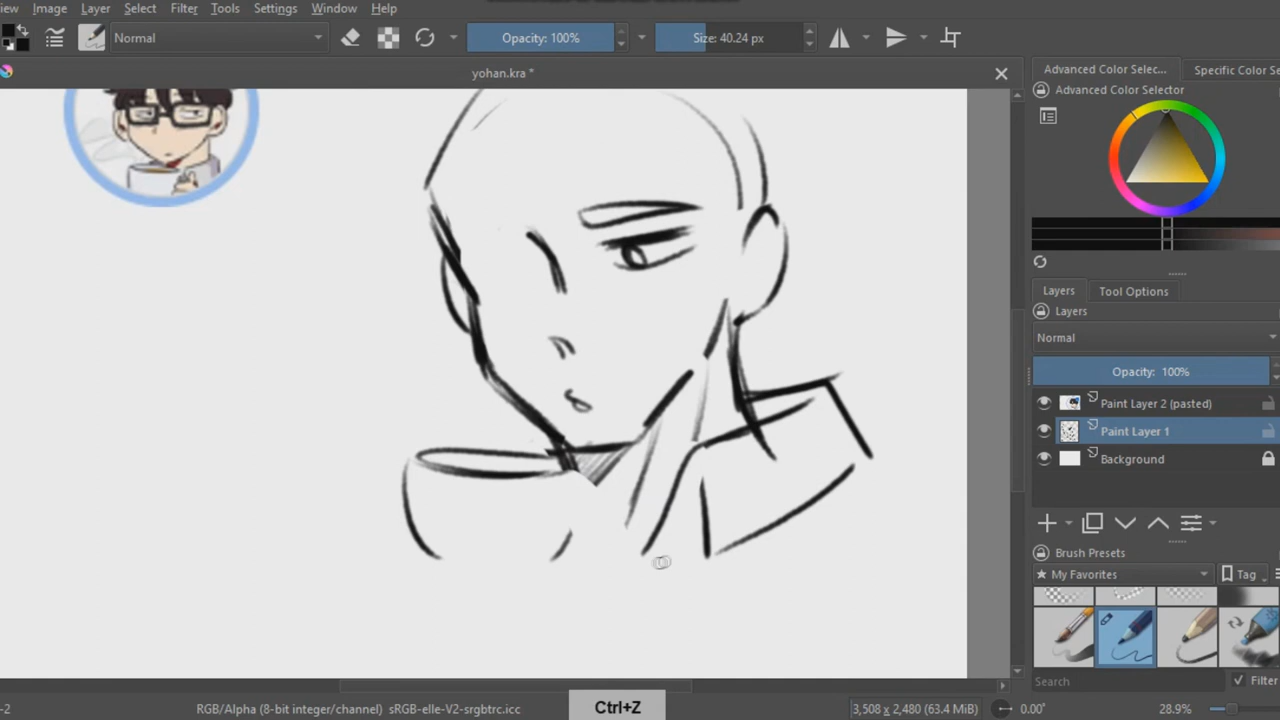 Image Layer Select Filter Tools Settings Window Help
Normal Opacity: 100% Size: 40.24 px
yohan.kra *
Advanced Color Selec... Specific Color Se
Advanced Color Selector
Layers Tool Options
Layers
Normal
Opacity: 100%
Paint Layer 2 (pasted)
Paint Layer 1
Background
Brush Presets
★ My Favorites Tag
Search Filter
Ctrl+Z
-2 RGB/Alpha (8-bit integer/channel) sRGB-elle-V2-srgbtrc.icc 3,508 x 2,480 (63.4 MiB) 0.00° 28.9%